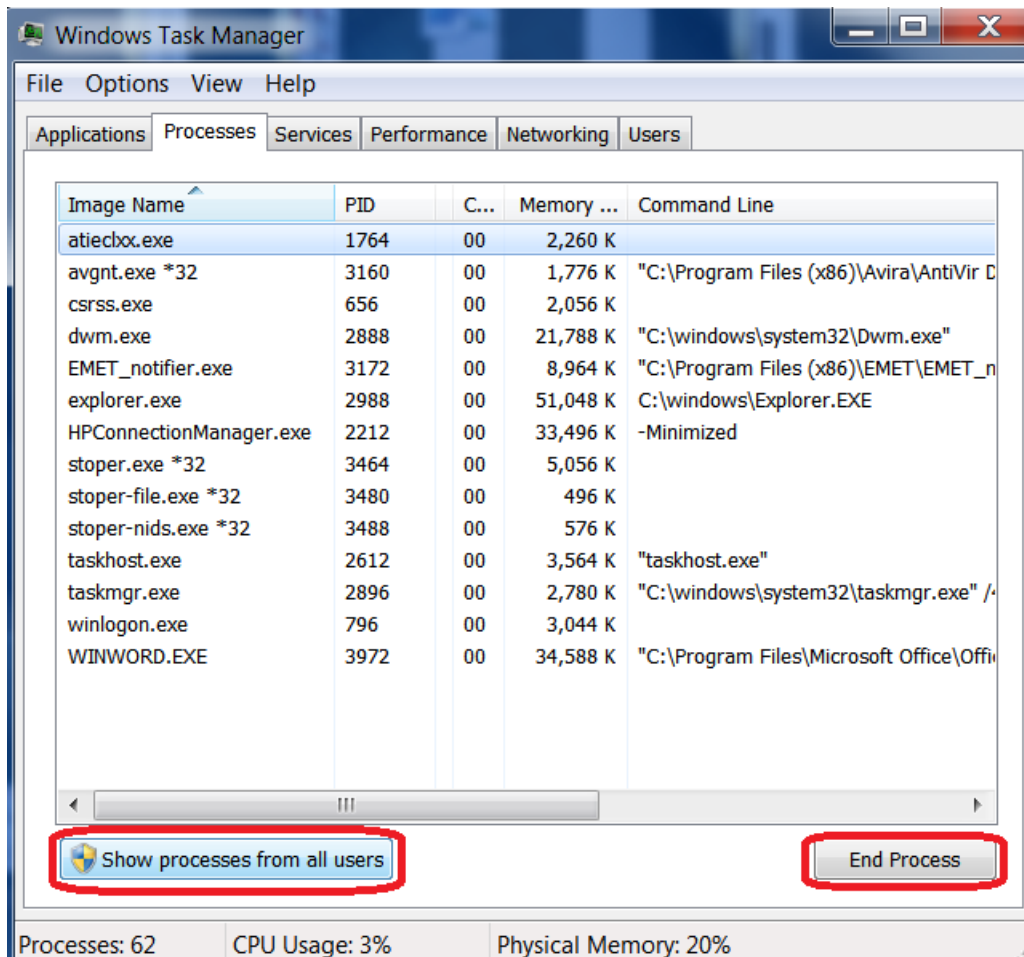 Windows Task Manager
File Options View Help
Applications Processes Services Performance Networking Users
Image Name PID C... Memory ... Command Line
atieclxx.exe 1764 00 2,260 K
avgnt.exe *32 3160 00 1,776 K "C:\Program Files (x86)\Avira\AntiVir D
csrss.exe 656 00 2,056 K
dwm.exe 2888 00 21,788 K "C:\windows\system32\Dwm.exe"
EMET_notifier.exe 3172 00 8,964 K "C:\Program Files (x86)\EMET\EMET_n
explorer.exe 2988 00 51,048 K C:\windows\Explorer.EXE
HPConnectionManager.exe 2212 00 33,496 K -Minimized
stoper.exe *32 3464 00 5,056 K
stoper-file.exe *32 3480 00 496 K
stoper-nids.exe *32 3488 00 576 K
taskhost.exe 2612 00 3,564 K "taskhost.exe"
taskmgr.exe 2896 00 2,780 K "C:\windows\system32\taskmgr.exe" /4
winlogon.exe 796 00 3,044 K
WINWORD.EXE 3972 00 34,588 K "C:\Program Files\Microsoft Office\Offi
Show processes from all users End Process
Processes: 62 CPU Usage: 3% Physical Memory: 20%